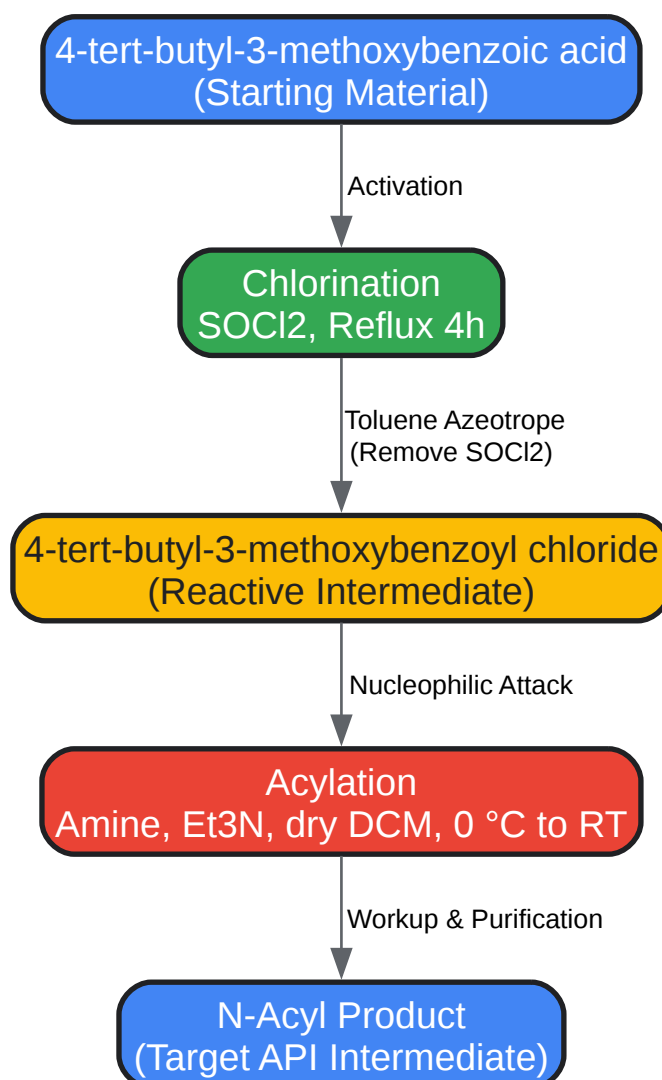 4-tert-butyl-3-methoxybenzoic acid
(Starting Material)
Activation
Chlorination
SOCl2, Reflux 4h
Toluene Azeotrope
(Remove SOCl2)
4-tert-butyl-3-methoxybenzoyl chloride
(Reactive Intermediate)
Nucleophilic Attack
Acylation
Amine, Et3N, dry DCM, 0 °C to RT
Workup & Purification
N-Acyl Product
(Target API Intermediate)